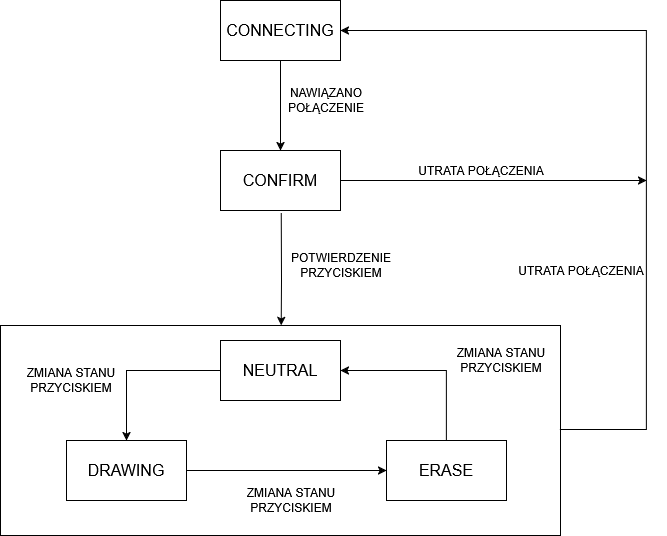 CONNECTING
NAWIĄZANO
POŁĄCZENIE
CONFIRM
UTRATA POŁĄCZENIA
POTWIERDZENIE
PRZYCISKIEM
UTRATA POŁĄCZENIA
NEUTRAL
ZMIANA STANU
PRZYCISKIEM
ZMIANA STANU
PRZYCISKIEM
DRAWING
ERASE
ZMIANA STANU
PRZYCISKIEM